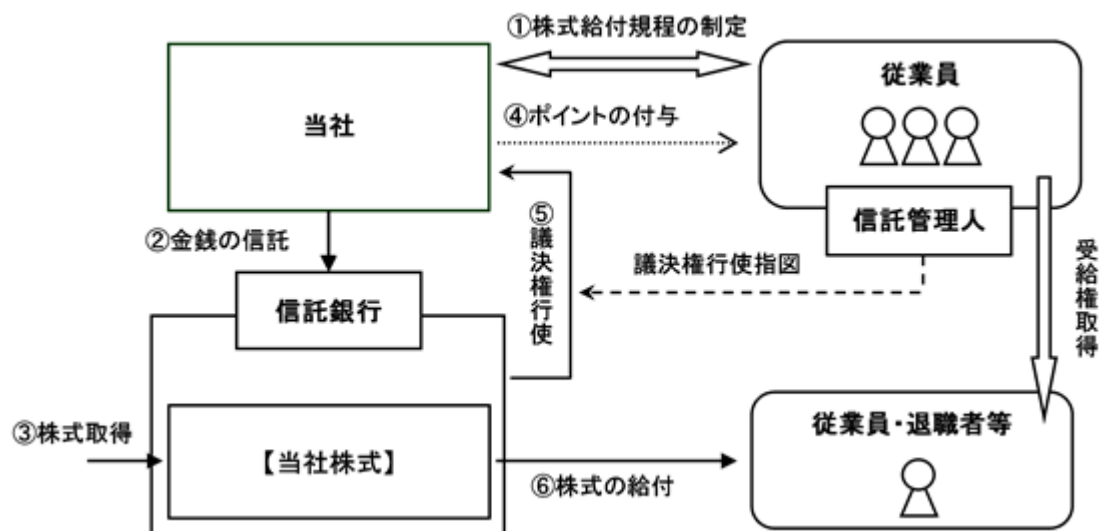 ①株式給付規程の制定
当社
従業員
④ポイントの付与
信託管理人
②金銭の信託
⑤議決権行使
議決権行使指図
受給権取得
信託銀行
③株式取得
【当社株式】
従業員・退職者等
⑥株式の給付